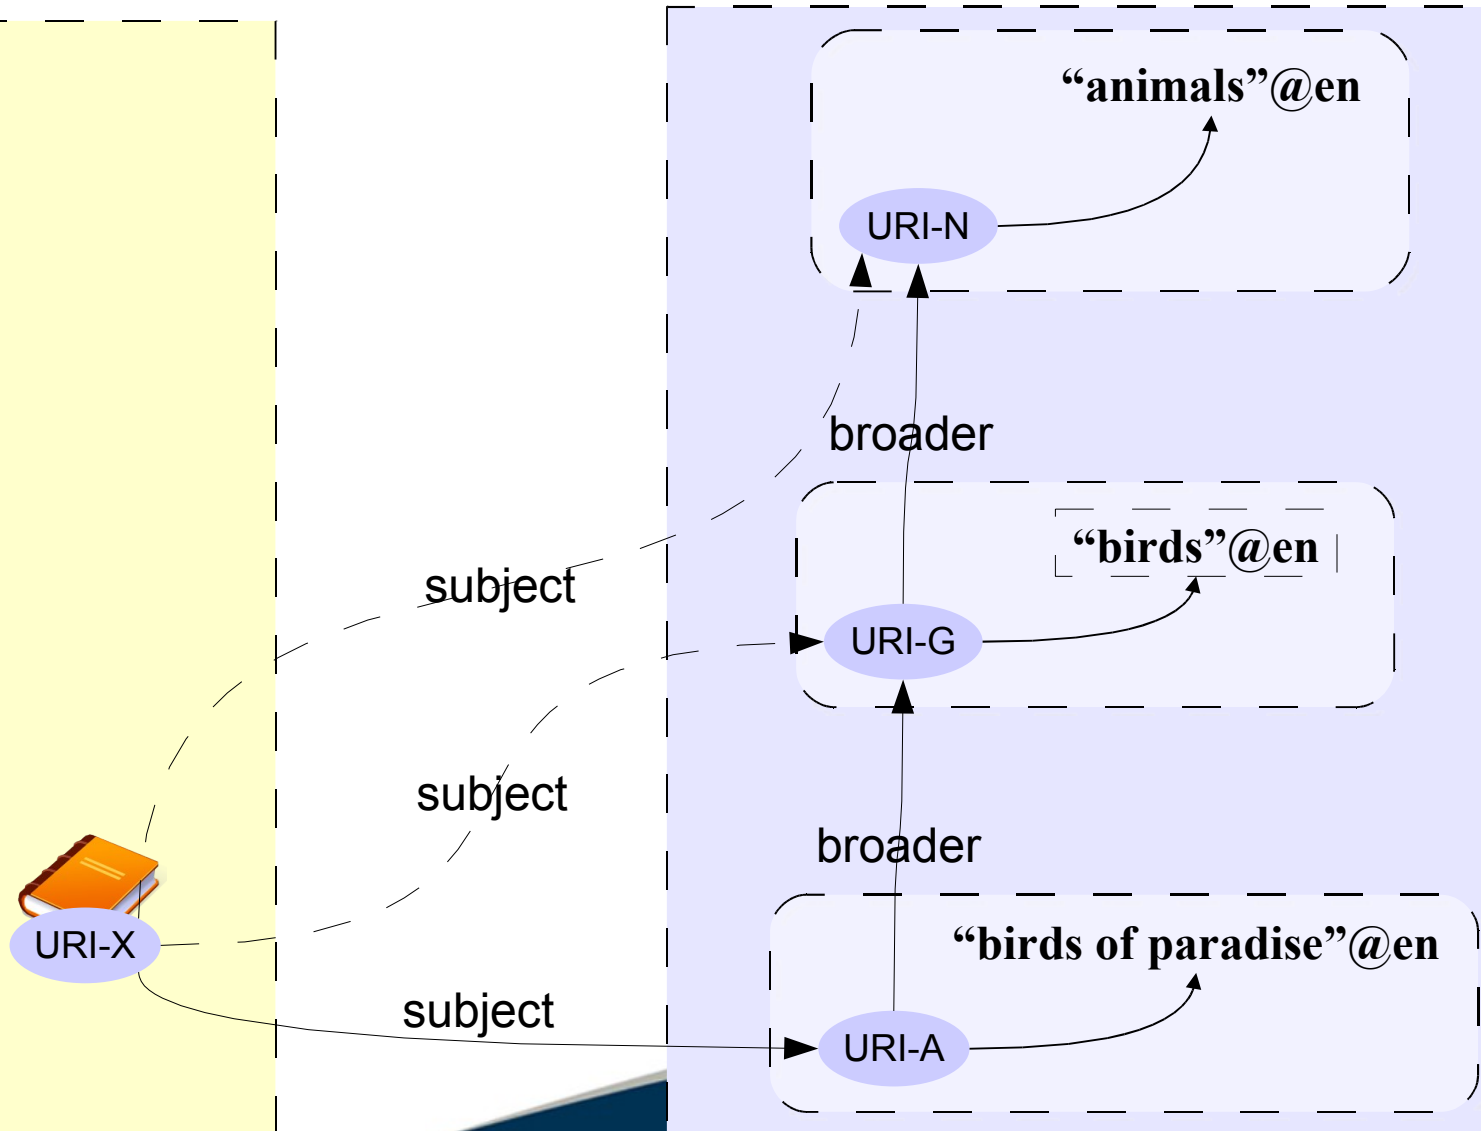 “animals”@en
URI-N
broader
“birds”@en
subject
URI-G
subject
broader
URI-X
“birds of paradise”@en
subject
URI-A